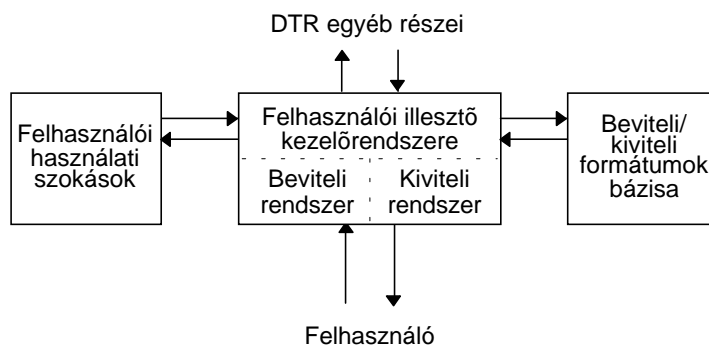 DTR egyéb részei
Felhasználói
használati
szokások
Felhasználói illesztõ
kezelõrendszere
Beviteli
rendszer
Kiviteli
rendszer
Beviteli/
kiviteli
formátumok
bázisa
Felhasználó